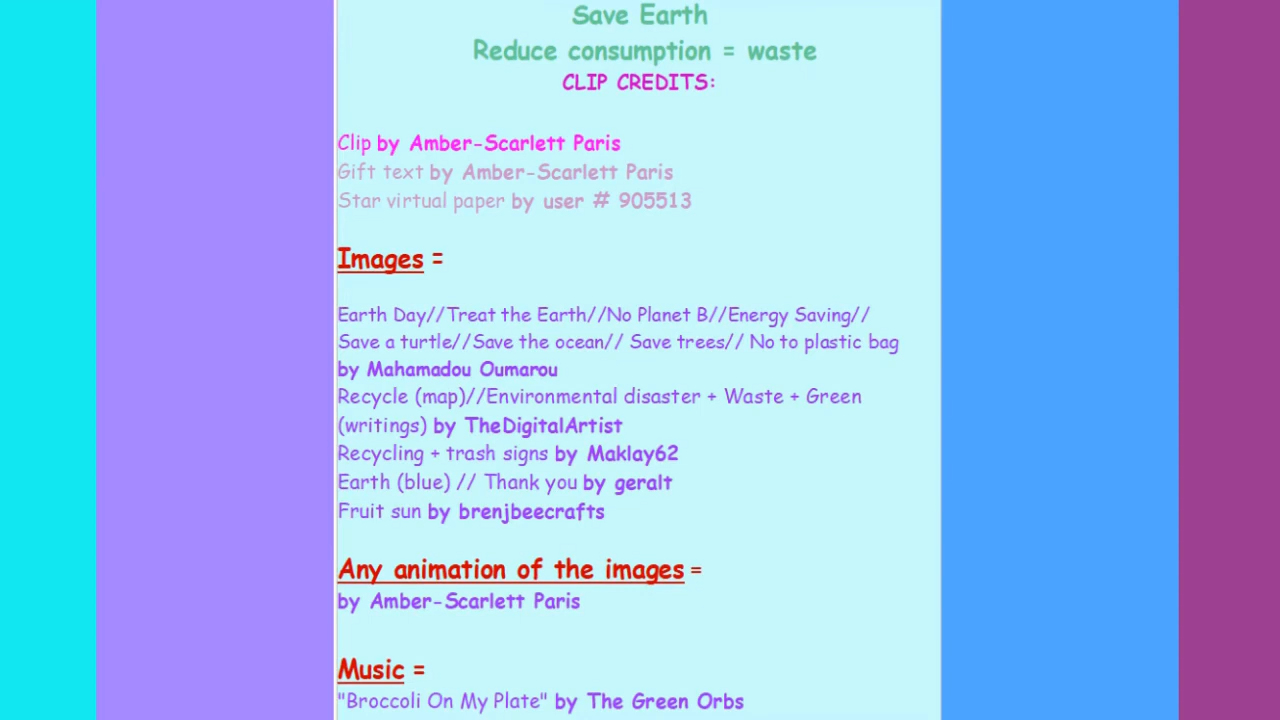 Save Earth
Reduce consumption = waste
CLIP CREDITS:
Clip by Amber-Scarlett Paris
Gift text by Amber-Scarlett Paris
Star virtual paper by user # 905513
Images =
Earth Day//Treat the Earth//No Planet B//Energy Saving//
Save a turtle//Save the ocean// Save trees// No to plastic bag
by Mahamadou Oumarou
Recycle (map)//Environmental disaster + Waste + Green
(writings) by TheDigitalArtist
Recycling + trash signs by Maklay62
Earth (blue) // Thank you by geralt
Fruit sun by brenjbeecrafts
Any animation of the images =
by Amber-Scarlett Paris
Music =
"Broccoli On My Plate" by The Green Orbs